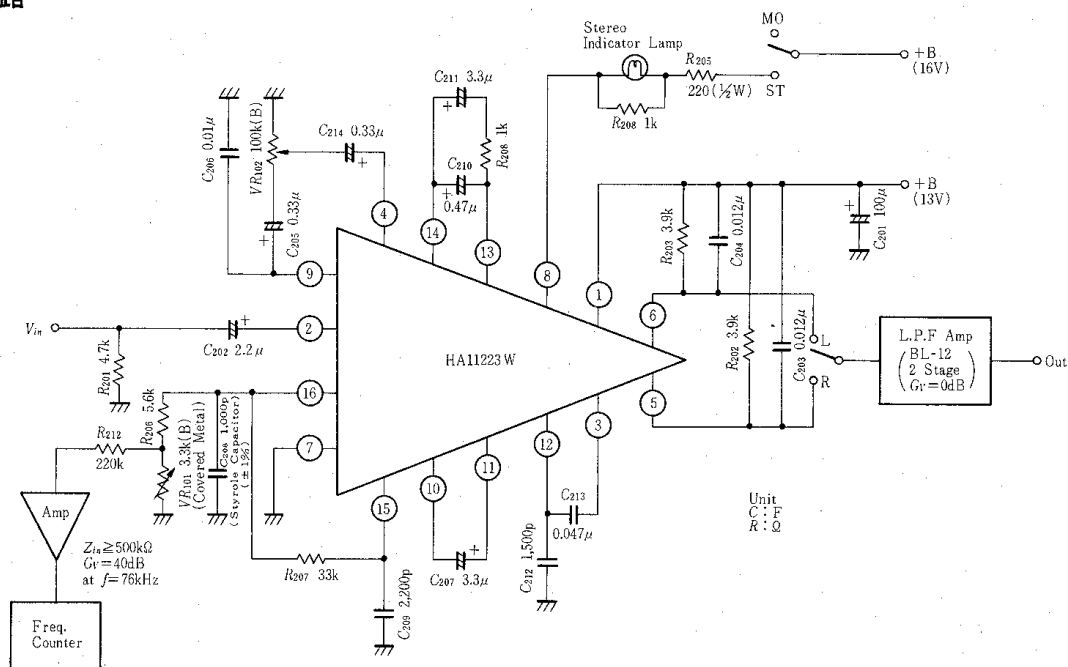 路
MO
Stereo
Indicator Lamp
R205
220(½W)
ST
+B
(16V)
R208 1k
C211 3.3μ
C206 0.01μ
VR102 100k(B)
C214 0.33μ
R208 1k
C210
0.47μ
C205 0.33μ
4
14
13
8
1
R203 3.9k
C204 0.012μ
C201 100μ
+B
(13V)
9
6
Vin
2
C202 2.2μ
HA11223W
R202 3.9k
C203 0.012μ
L
R
L.P.F Amp
BL-12
2 Stage
Gv=0dB
Out
R201 4.7k
16
5
R206 5.6k
R212
220k
VR101 3.3k(B)
(Covered Metal)
C208 1,000p
(Styrole Capacitor)
(±1%)
7
3
12
11
10
15
C213
0.047μ
Unit
C : F
R : Ω
Amp
Zin≧500kΩ
Gv=40dB
at f=76kHz
R207 33k
C207 3.3μ
C212 1,500p
C209 2,200p
Freq.
Counter